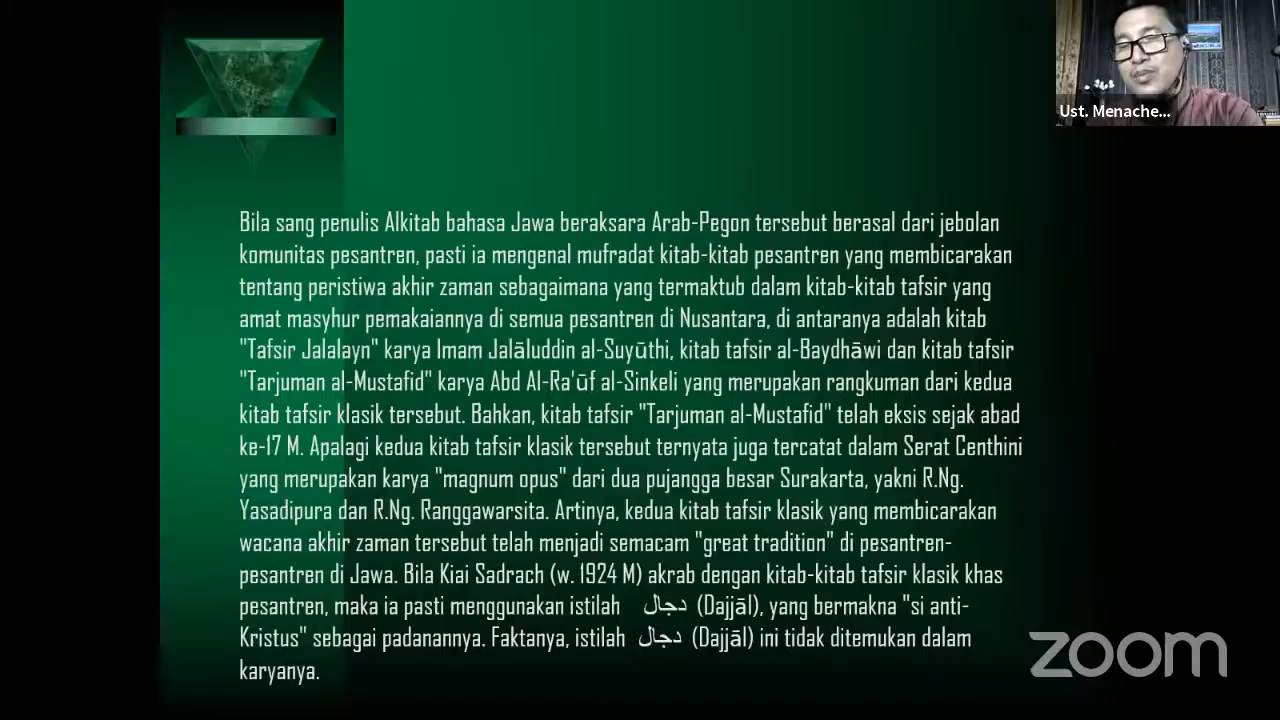 Ust. Menache...
Bila sang penulis Alkitab bahasa Jawa beraksara Arab-Pegon tersebut berasal dari jebolan
komunitas pesantren, pasti ia mengenal mufradat kitab-kitab pesantren yang membicarakan
tentang peristiwa akhir zaman sebagaimana yang termaktub dalam kitab-kitab tafsir yang
amat masyhur pemakaiannya di semua pesantren di Nusantara, di antaranya adalah kitab
"Tafsir Jalalayn" karya Imam Jalāluddin al-Suyūthi, kitab tafsir al-Baydhāwi dan kitab tafsir
"Tarjuman al-Mustafid" karya Abd Al-Ra'ūf al-Sinkeli yang merupakan rangkuman dari kedua
kitab tafsir klasik tersebut. Bahkan, kitab tafsir "Tarjuman al-Mustafid" telah eksis sejak abad
ke-17 M. Apalagi kedua kitab tafsir klasik tersebut ternyata juga tercatat dalam Serat Centhini
yang merupakan karya "magnum opus" dari dua pujangga besar Surakarta, yakni R.Ng.
Yasadipura dan R.Ng. Ranggawarsita. Artinya, kedua kitab tafsir klasik yang membicarakan
wacana akhir zaman tersebut telah menjadi semacam "great tradition" di pesantren-
pesantren di Jawa. Bila Kiai Sadrach (w. 1924 M) akrab dengan kitab-kitab tafsir klasik khas
pesantren, maka ia pasti menggunakan istilah دجال (Dajjāl), yang bermakna "si anti-
Kristus" sebagai padanannya. Faktanya, istilah دجال (Dajjāl) ini tidak ditemukan dalam
karyanya.
zoom